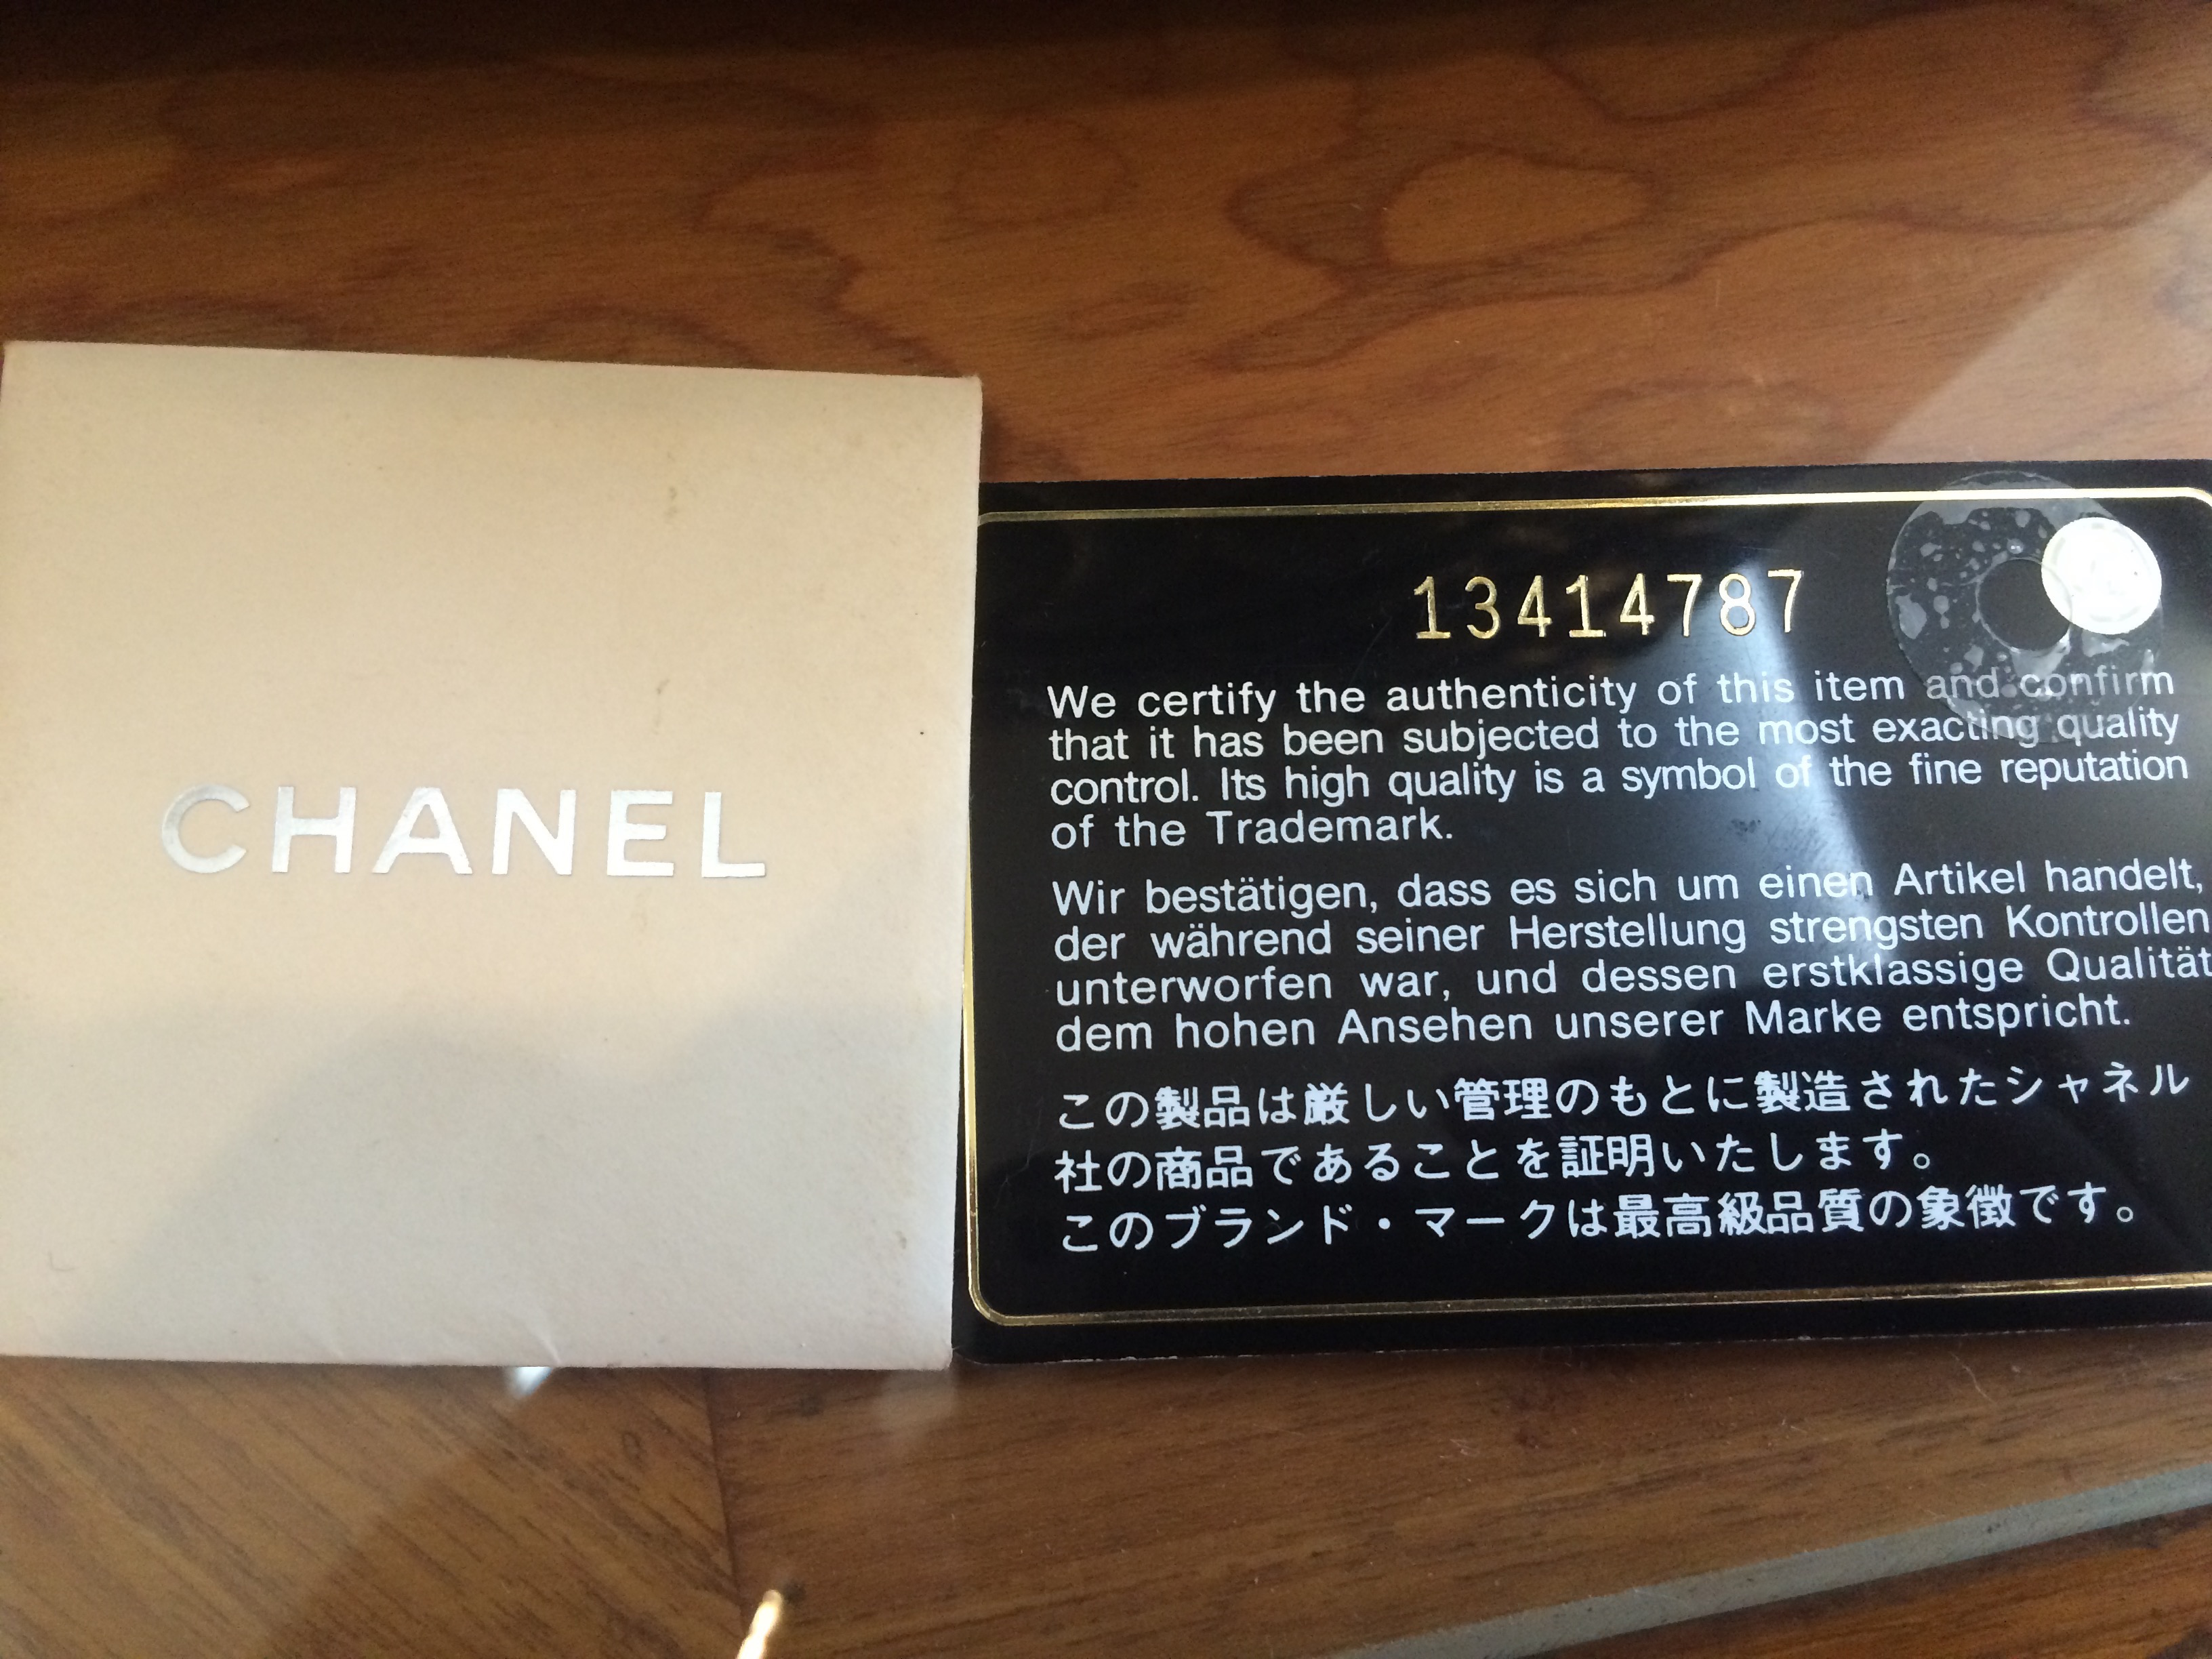 CHANEL
13414787
We certify the authenticity of this item and confirm
that it has been subjected to the most exacting quality
control. Its high quality is a symbol of the fine reputation
of the Trademark.
Wir bestätigen, dass es sich um einen Artikel handelt,
der während seiner Herstellung strengsten Kontrollen
unterworfen war, und dessen erstklassige Qualität
dem hohen Ansehen unserer Marke entspricht.
この製品は厳しい管理のもとに製造されたシャネル
社の商品であることを証明いたします。
このブランド・マークは最高級品質の象徴です。